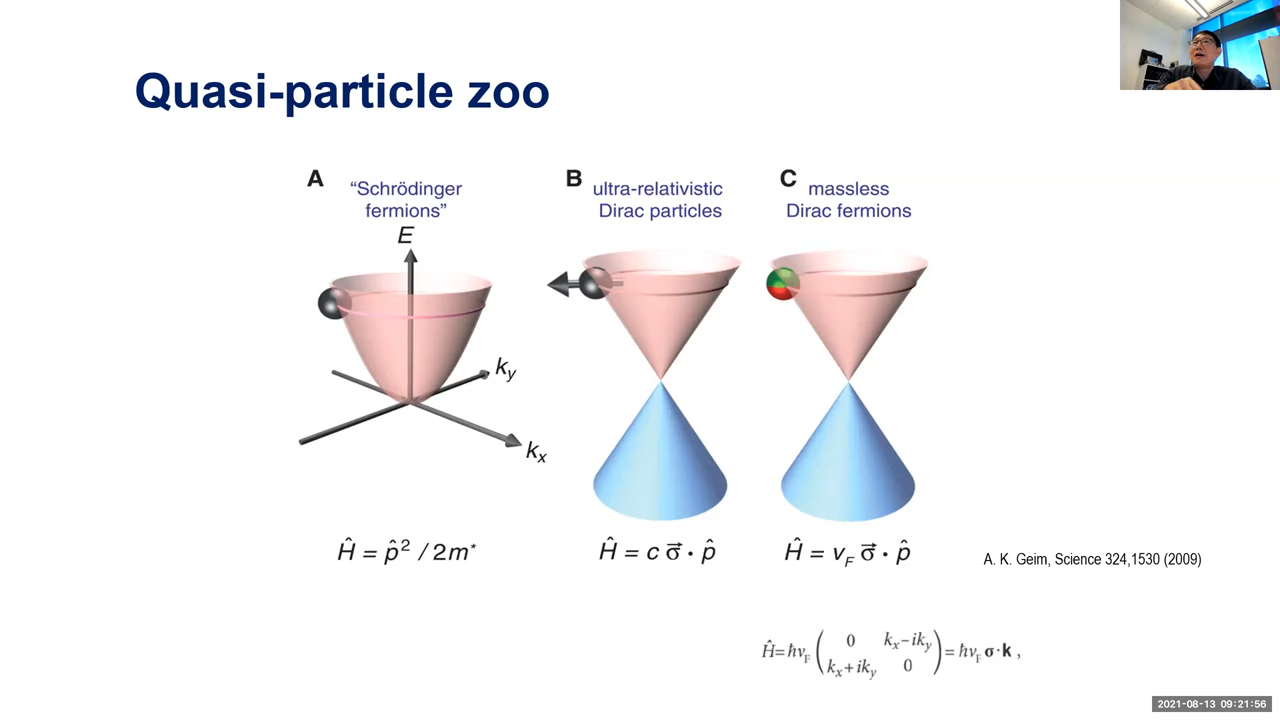 Quasi-particle zoo
A
"Schrödinger
fermions"
E
k_y
k_x
Ĥ = p̂² / 2m*
B
ultra-relativistic
Dirac particles
Ĥ = c σ⃗ · p̂
C
massless
Dirac fermions
Ĥ = v_F σ⃗ · p̂
A. K. Geim, Science 324,1530 (2009)
Ĥ=ħv_F ( 0 k_x−ik_y
k_x+ik_y 0 ) = ħv_F σ·k ,
2021-08-13 09:21:56